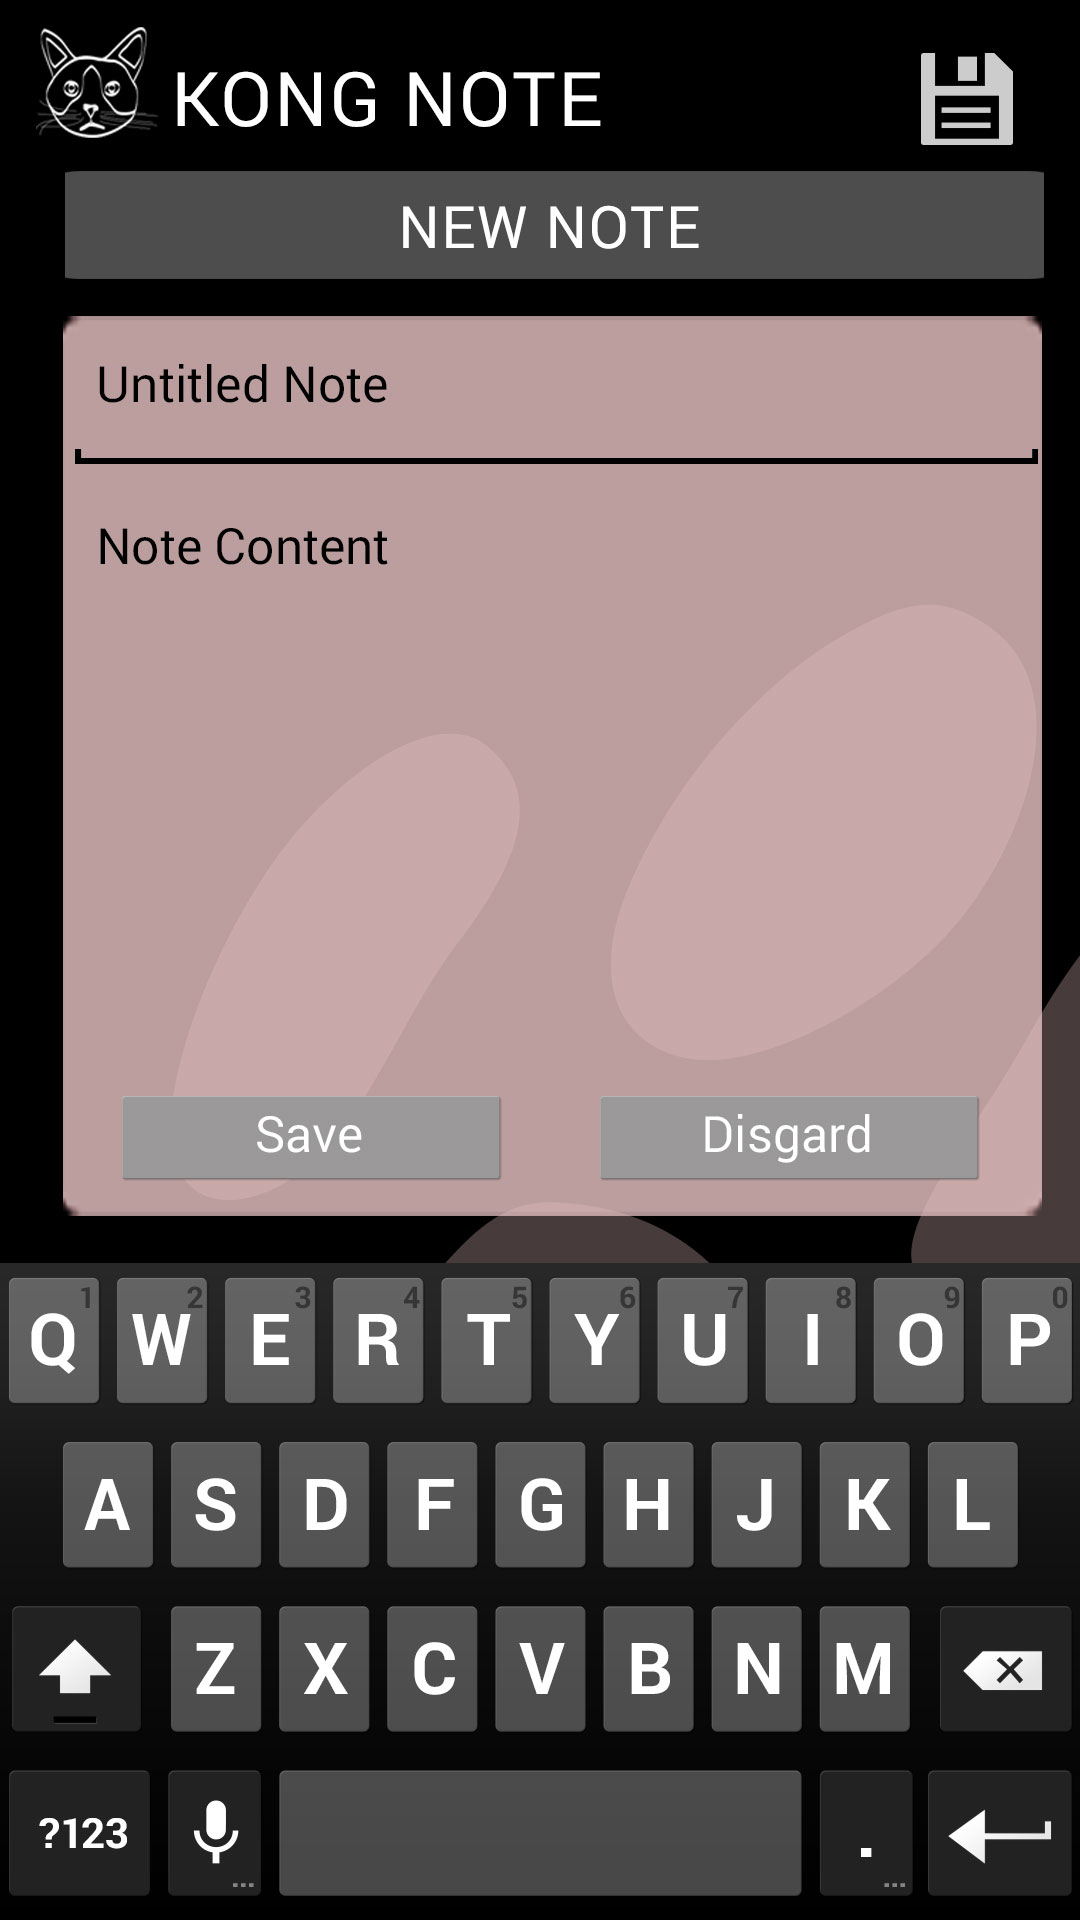 KONG NOTE
NEW NOTE
Untitled Note
Note Content
Save Disgard
1 2 3 4 5 6 7 8 9 0
Q W E R T Y U I O P
A S D F G H J K L
Z X C V B N M
?123 ... . ...